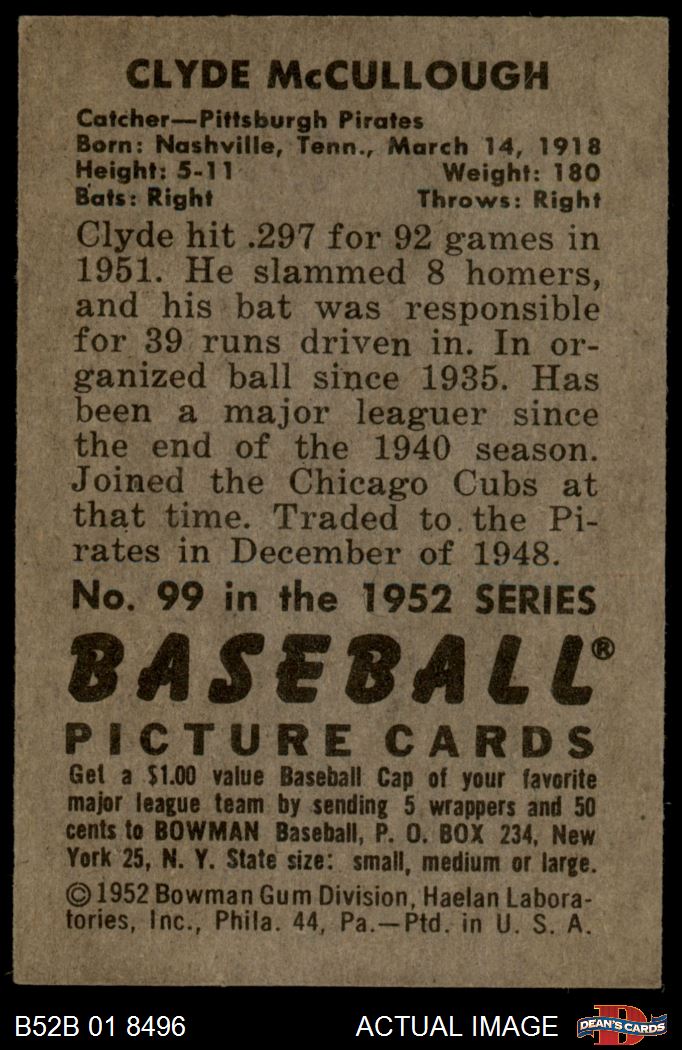 CLYDE McCULLOUGH
Catcher—Pittsburgh Pirates
Born: Nashville, Tenn., March 14, 1918
Height: 5-11 Weight: 180
Bats: Right Throws: Right
Clyde hit .297 for 92 games in
1951. He slammed 8 homers,
and his bat was responsible
for 39 runs driven in. In or-
ganized ball since 1935. Has
been a major leaguer since
the end of the 1940 season.
Joined the Chicago Cubs at
that time. Traded to the Pi-
rates in December of 1948.
No. 99 in the 1952 SERIES
BASEBALL®
PICTURE CARDS
Get a $1.00 value Baseball Cap of your favorite
major league team by sending 5 wrappers and 50
cents to BOWMAN Baseball, P. O. BOX 234, New
York 25, N. Y. State size: small, medium or large.
©1952 Bowman Gum Division, Haelan Labora-
tories, Inc., Phila. 44, Pa.—Ptd. in U. S. A.
B52B 01 8496 ACTUAL IMAGE DEAN'S CARDS